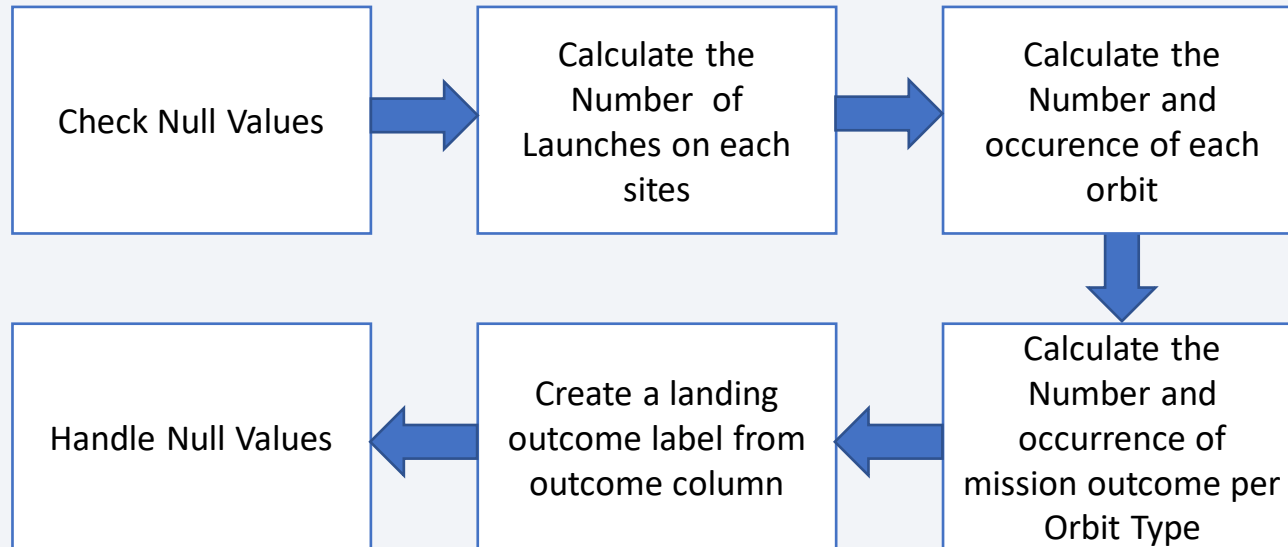 Check Null Values
Calculate the
Number of
Launches on each
sites
Calculate the
Number and
occurence of each
orbit
Calculate the
Number and
occurrence of
mission outcome per
Orbit Type
Create a landing
outcome label from
outcome column
Handle Null Values